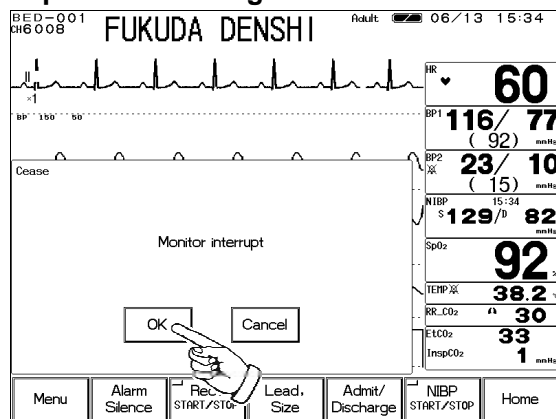 BED-001
CH6008
FUKUDA DENSHI
Adult
06/13 15:34
II
×1
BP 150 50
HR
60
BP1
116/ 77
( 92) mmHg
BP2
23/ 10
( 15) mmHg
NIBP 15:34
S 129/D 82
mmHg
SpO2
92 %
TEMP
38.2
RR_CO2
30
EtCO2
33
InspCO2
1 mmHg
Cease
Monitor interrupt
OK
Cancel
Menu
Alarm
Silence
START/STOP
Lead,
Size
Admit/
Discharge
NIBP
START/STOP
Home